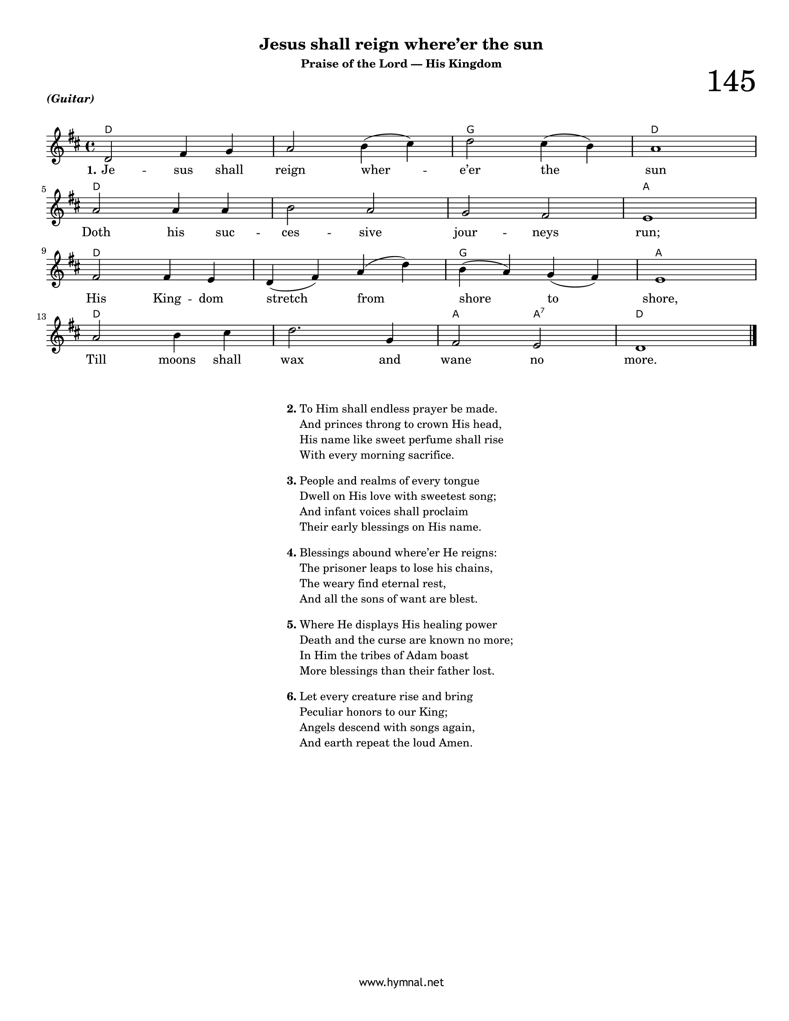 Jesus shall reign where’er the sun
Praise of the Lord — His Kingdom
145
(Guitar)
D G D
1. Je - sus shall reign wher - e’er the sun
5 D A
Doth his suc - ces - sive jour - neys run;
9 D G A
His King - dom stretch from shore to shore,
13 D A A7 D
Till moons shall wax and wane no more.
2. To Him shall endless prayer be made.
And princes throng to crown His head,
His name like sweet perfume shall rise
With every morning sacrifice.
3. People and realms of every tongue
Dwell on His love with sweetest song;
And infant voices shall proclaim
Their early blessings on His name.
4. Blessings abound where’er He reigns:
The prisoner leaps to lose his chains,
The weary find eternal rest,
And all the sons of want are blest.
5. Where He displays His healing power
Death and the curse are known no more;
In Him the tribes of Adam boast
More blessings than their father lost.
6. Let every creature rise and bring
Peculiar honors to our King;
Angels descend with songs again,
And earth repeat the loud Amen.
www.hymnal.net